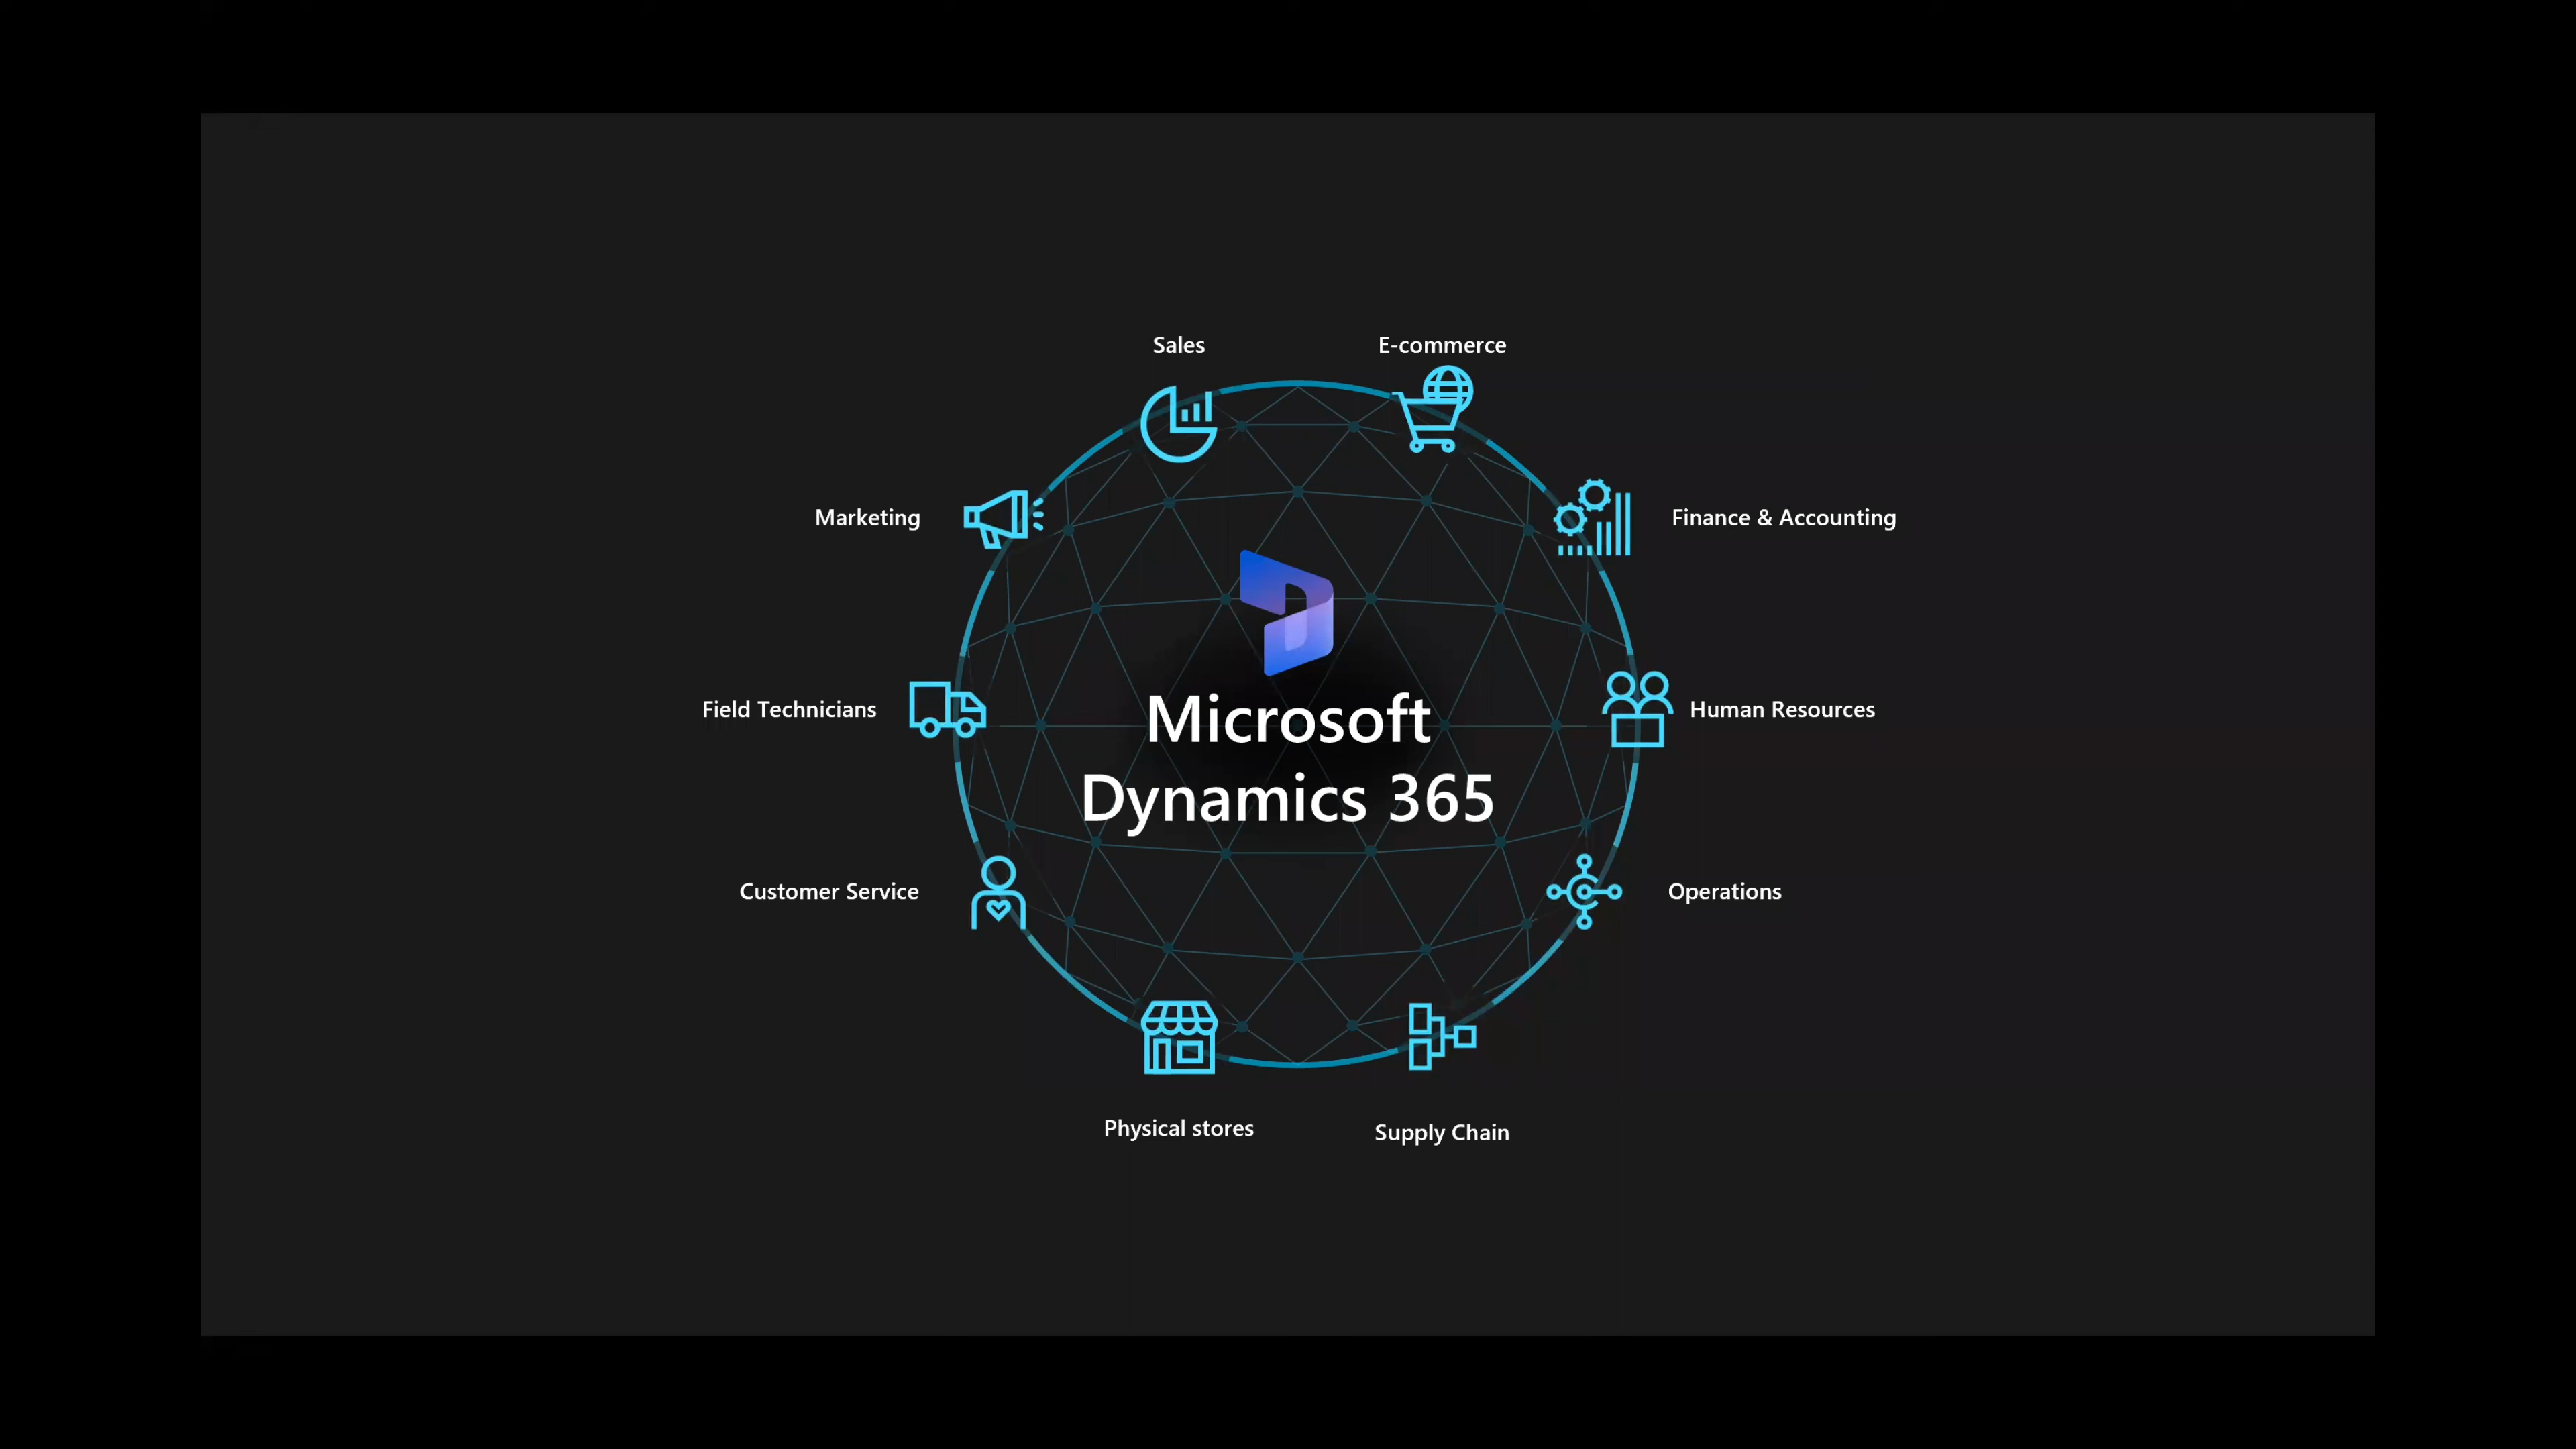 Sales
E-commerce
Marketing
Finance & Accounting
Field Technicians
Human Resources
Microsoft
Dynamics 365
Customer Service
Operations
Physical stores
Supply Chain